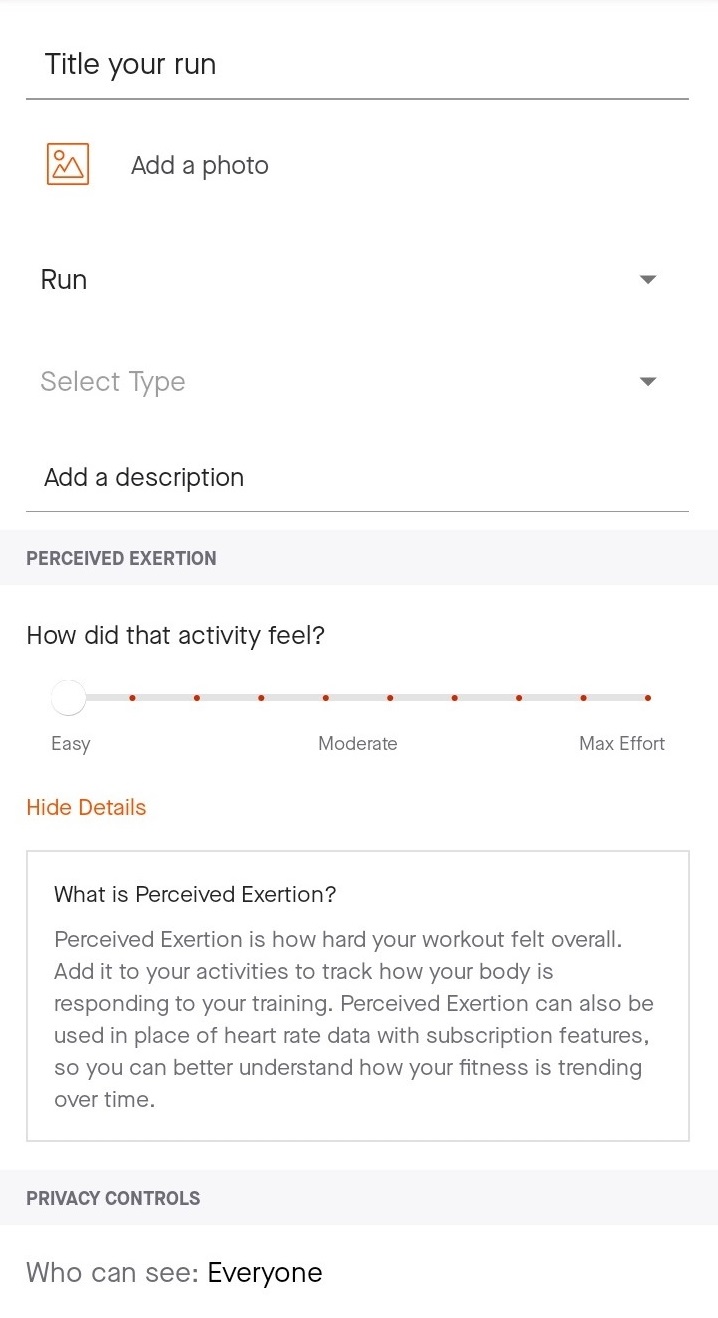 Title your run
Add a photo
Run
Select Type
Add a description
PERCEIVED EXERTION
How did that activity feel?
Easy Moderate Max Effort
Hide Details
What is Perceived Exertion?
Perceived Exertion is how hard your workout felt overall.
Add it to your activities to track how your body is
responding to your training. Perceived Exertion can also be
used in place of heart rate data with subscription features,
so you can better understand how your fitness is trending
over time.
PRIVACY CONTROLS
Who can see: Everyone